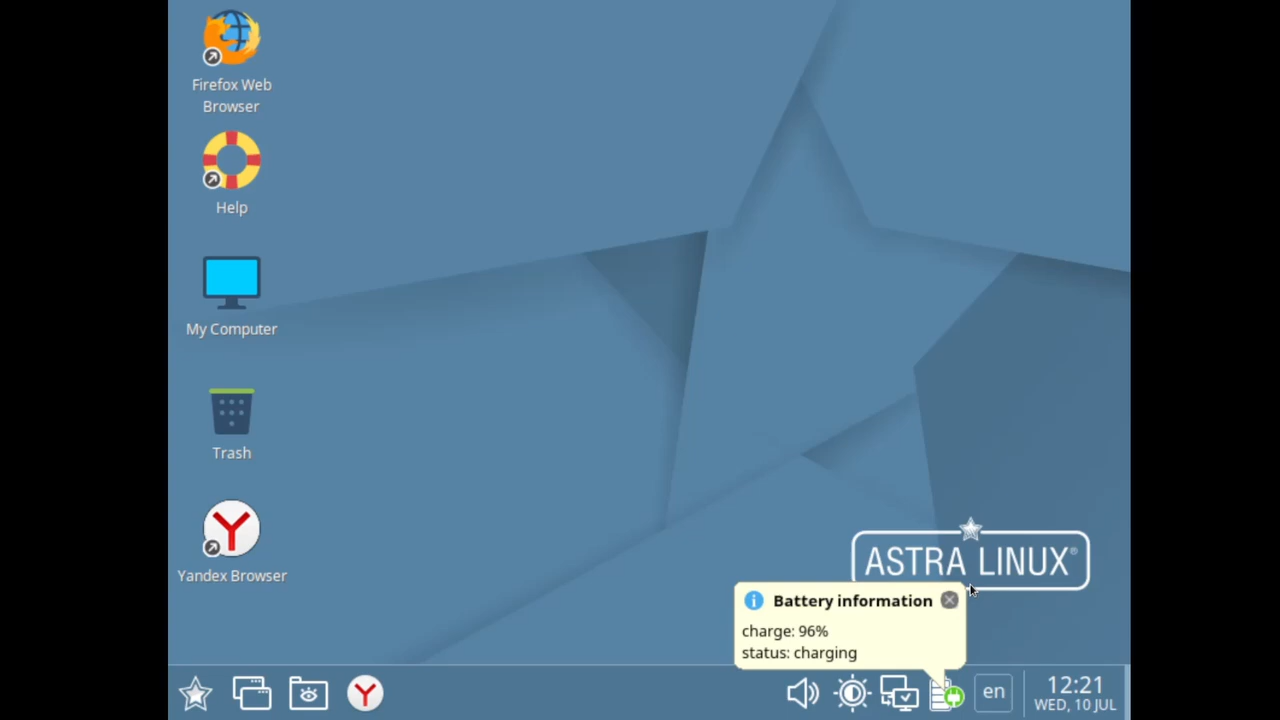 Firefox Web
Browser
Help
My Computer
Trash
Yandex Browser
ASTRA LINUX®
Battery information
charge: 96%
status: charging
en
12:21
WED, 10 JUL